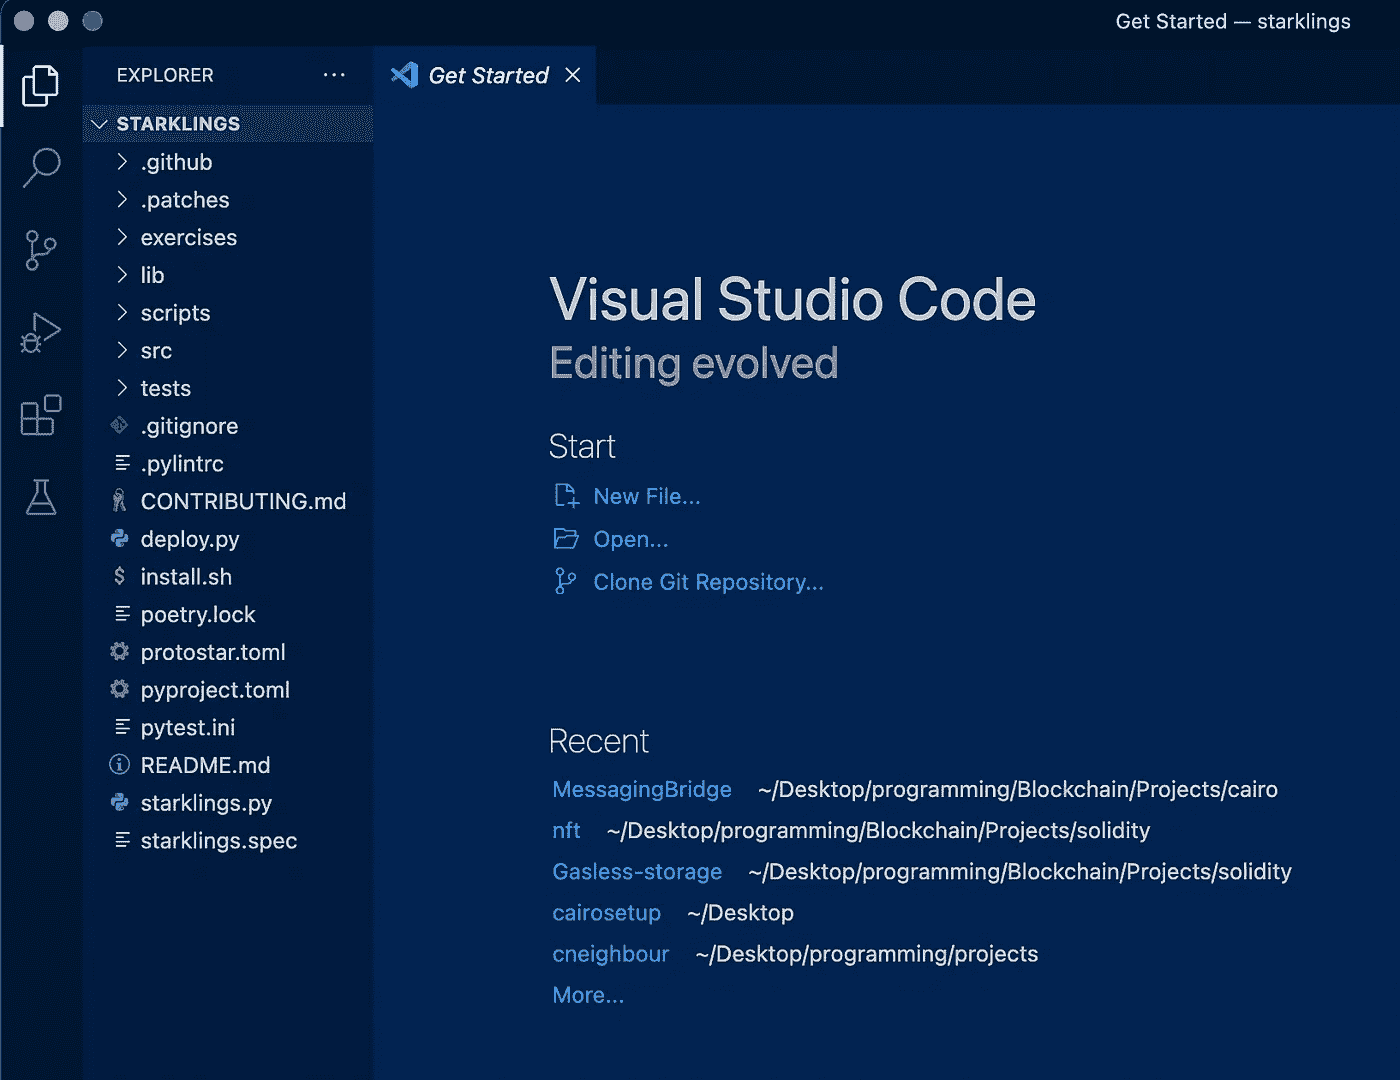 Get Started — starklings
EXPLORER
Get Started
STARKLINGS
.github
.patches
exercises
lib
scripts
src
tests
.gitignore
.pylintrc
CONTRIBUTING.md
deploy.py
$ install.sh
poetry.lock
protostar.toml
pyproject.toml
pytest.ini
README.md
starklings.py
starklings.spec
Visual Studio Code
Editing evolved
Start
New File...
Open...
Clone Git Repository...
Recent
MessagingBridge ~/Desktop/programming/Blockchain/Projects/cairo
nft ~/Desktop/programming/Blockchain/Projects/solidity
Gasless-storage ~/Desktop/programming/Blockchain/Projects/solidity
cairosetup ~/Desktop
cneighbour ~/Desktop/programming/projects
More...